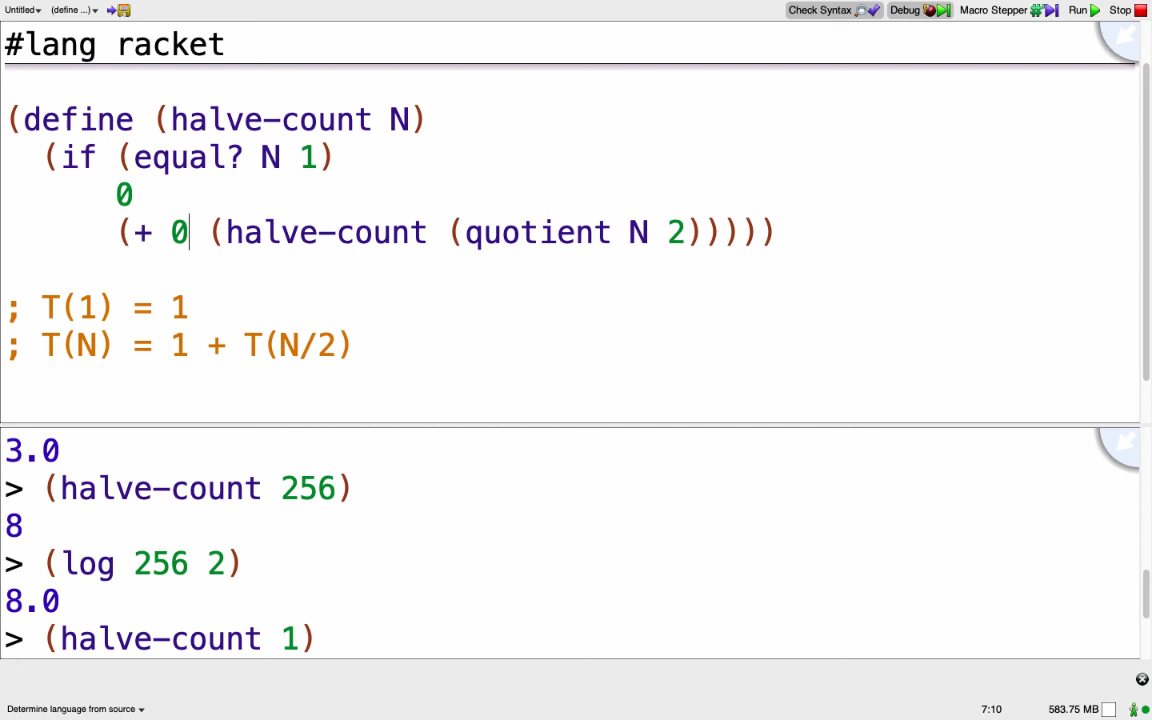 Untitled (define ...) Check Syntax Debug Macro Stepper Run Stop
#lang racket
(define (halve-count N)
(if (equal? N 1)
0
(+ 0 (halve-count (quotient N 2)))))
; T(1) = 1
; T(N) = 1 + T(N/2)
3.0
> (halve-count 256)
8
> (log 256 2)
8.0
> (halve-count 1)
Determine language from source 7:10 583.75 MB